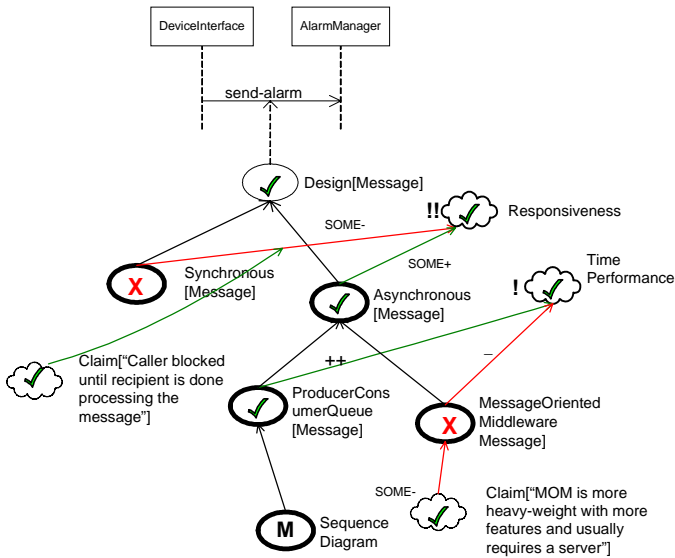 DeviceInterface
AlarmManager
send-alarm
Design[Message]
!!
Responsiveness
SOME-
SOME+
Time
Performance
!
X
Synchronous
[Message]
Asynchronous
[Message]
Claim[“Caller blocked
until recipient is done
processing the
message”]
++
–
ProducerCons
umerQueue
[Message]
X
MessageOriented
Middleware
Message]
SOME-
M
Sequence
Diagram
Claim[“MOM is more
heavy-weight with more
features and usually
requires a server”]